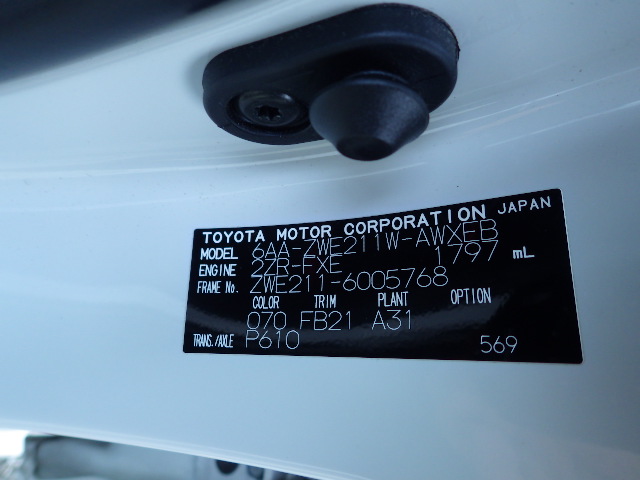 TOYOTA MOTOR CORPORATION JAPAN
MODEL 6AA-ZWE211W-AWXEB
ENGINE 2ZR-FXE 1797 mL
FRAME No. ZWE211-6005768
COLOR TRIM PLANT OPTION
070 FB21 A31
TRANS./AXLE P610 569